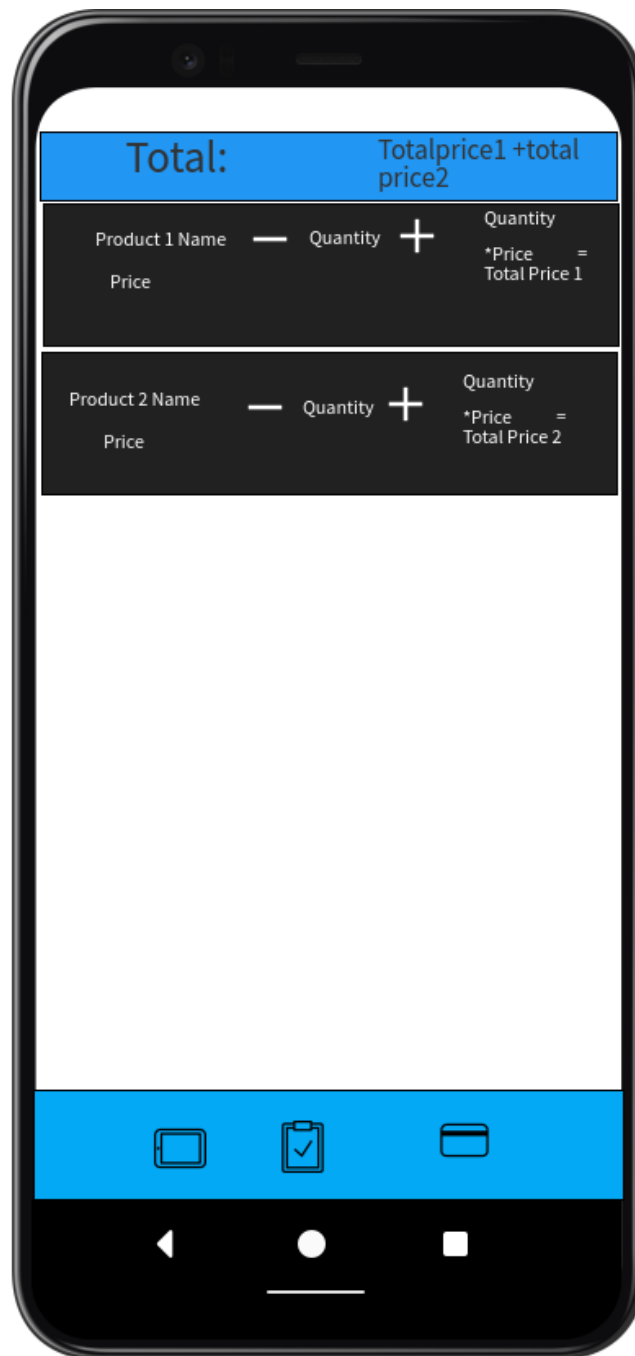 Total:
Totalprice1 +total
price2
Product 1 Name
Price
Quantity
Quantity
*Price =
Total Price 1
Product 2 Name
Price
Quantity
Quantity
*Price =
Total Price 2